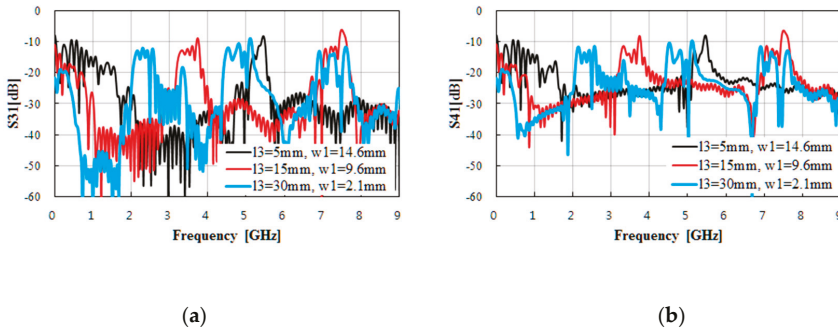 0
-10
-20
-30
-40
-50
-60
S31[dB]
l3=5mm, w1=14.6mm
l3=15mm, w1=9.6mm
l3=30mm, w1=2.1mm
0 1 2 3 4 5 6 7 8 9
Frequency [GHz]
(a)
0
-10
-20
-30
-40
-50
-60
S41[dB]
l3=5mm, w1=14.6mm
l3=15mm, w1=9.6mm
l3=30mm, w1=2.1mm
0 1 2 3 4 5 6 7 8 9
Frequency [GHz]
(b)